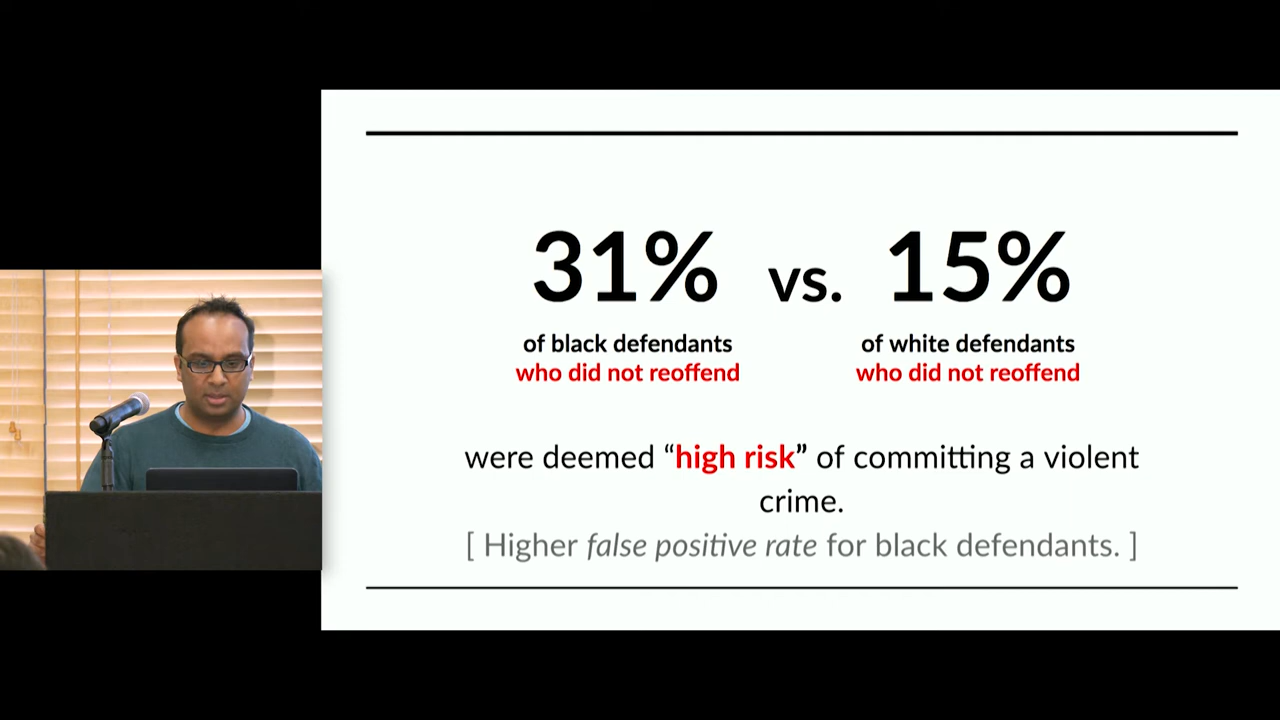 31% vs. 15%
of black defendants
who did not reoffend
of white defendants
who did not reoffend
were deemed “high risk” of committing a violent
crime.
[ Higher false positive rate for black defendants. ]